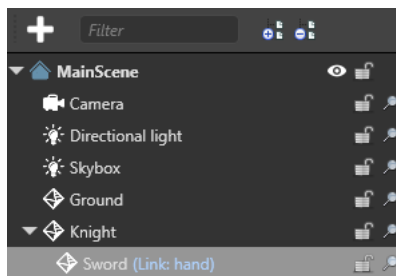 Filter
MainScene
Camera
Directional light
Skybox
Ground
Knight
Sword (Link: hand)